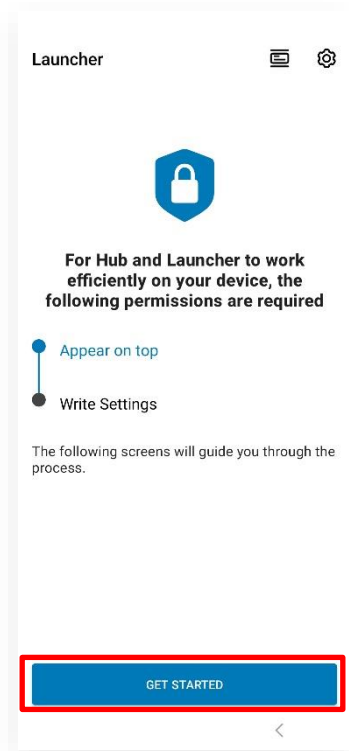 Launcher
For Hub and Launcher to work
efficiently on your device, the
following permissions are required
Appear on top
Write Settings
The following screens will guide you through the
process.
GET STARTED